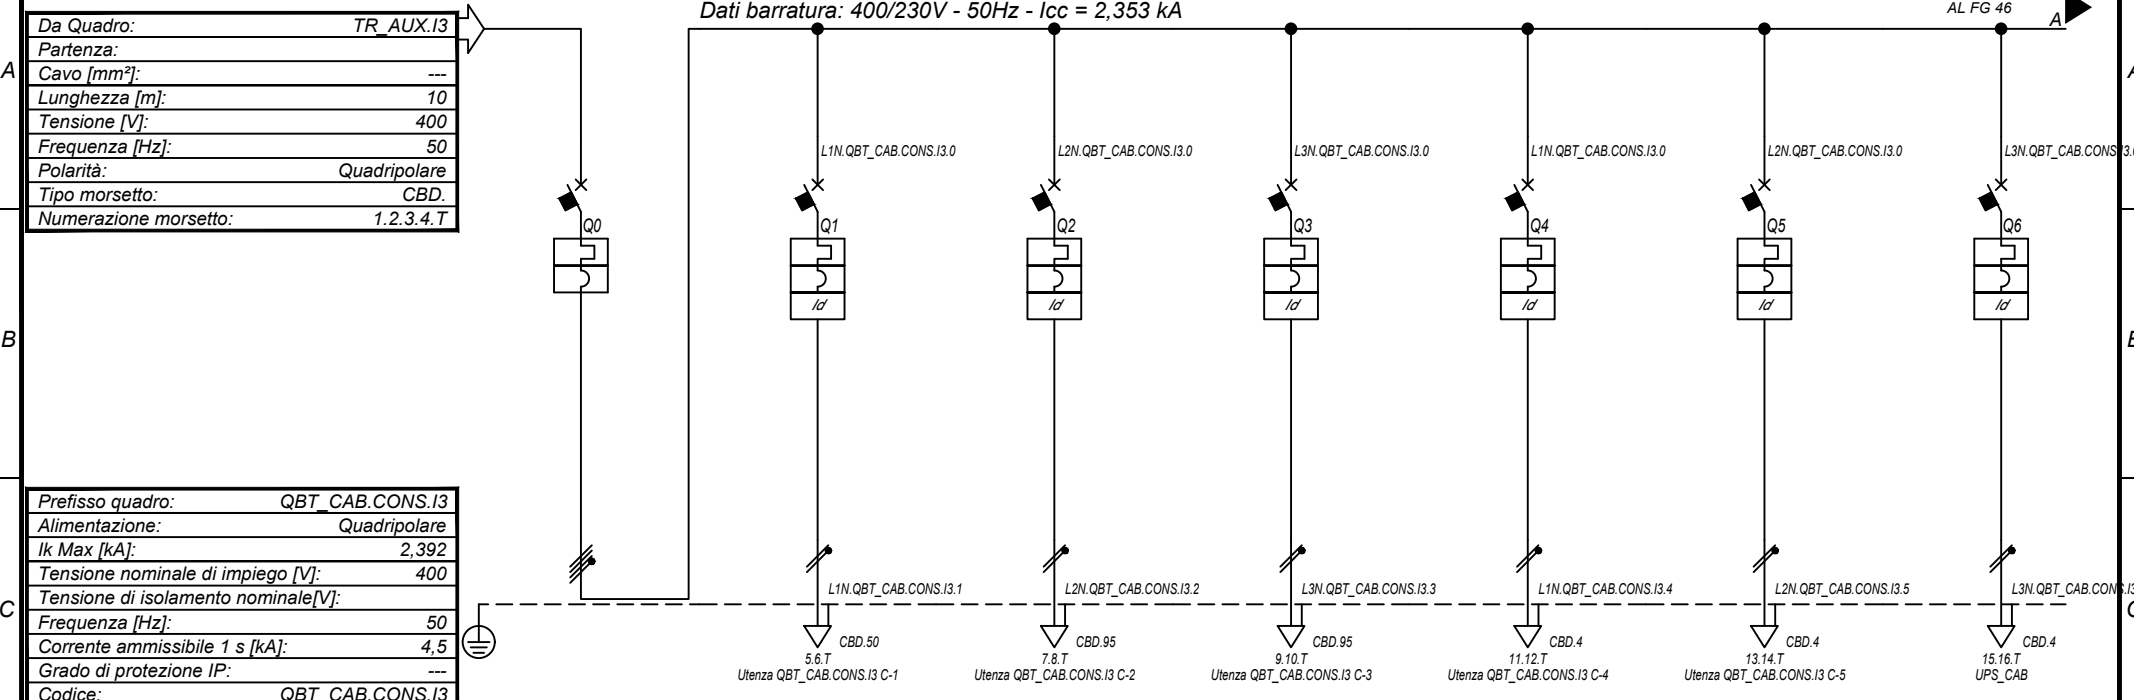 Dati barratura: 400/230V - 50Hz - Icc = 2,353 kA
AL FG 46
A
Da Quadro: TR_AUX.I3
Partenza:
Cavo [mm²]: ---
Lunghezza [m]: 10
Tensione [V]: 400
Frequenza [Hz]: 50
Polarità: Quadripolare
Tipo morsetto: CBD.
Numerazione morsetto: 1.2.3.4.T
A
L1N.QBT_CAB.CONS.I3.0 L2N.QBT_CAB.CONS.I3.0 L3N.QBT_CAB.CONS.I3.0 L1N.QBT_CAB.CONS.I3.0 L2N.QBT_CAB.CONS.I3.0 L3N.QBT_CAB.CONS.I3.0
Q0 Q1 Q2 Q3 Q4 Q5 Q6
Id Id Id Id Id Id
B
Prefisso quadro: QBT_CAB.CONS.I3
Alimentazione: Quadripolare
Ik Max [kA]: 2,392
Tensione nominale di impiego [V]: 400
Tensione di isolamento nominale[V]:
Frequenza [Hz]: 50
Corrente ammissibile 1 s [kA]: 4,5
Grado di protezione IP: ---
Codice: QBT_CAB.CONS.I3
C
L1N.QBT_CAB.CONS.I3.1 L2N.QBT_CAB.CONS.I3.2 L3N.QBT_CAB.CONS.I3.3 L1N.QBT_CAB.CONS.I3.4 L2N.QBT_CAB.CONS.I3.5
CBD.50 CBD.95 CBD.95 CBD.4 CBD.4 CBD.4
5.6.T 7.8.T 9.10.T 11.12.T 13.14.T 15.16.T
Utenza QBT_CAB.CONS.I3 C-1 Utenza QBT_CAB.CONS.I3 C-2 Utenza QBT_CAB.CONS.I3 C-3 Utenza QBT_CAB.CONS.I3 C-4 Utenza QBT_CAB.CONS.I3 C-5 UPS_CAB